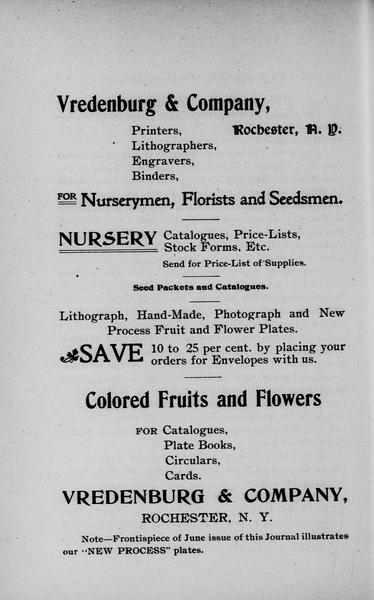 Vredenburg & Company,
Printers, Rochester, N. Y.
Lithographers,
Engravers,
Binders,
FOR Nurserymen, Florists and Seedsmen.
NURSERY Catalogues, Price-Lists,
Stock Forms, Etc.
Send for Price-List of Supplies.
Seed Packets and Catalogues.
Lithograph, Hand-Made, Photograph and New
Process Fruit and Flower Plates.
SAVE 10 to 25 per cent. by placing your
orders for Envelopes with us.
Colored Fruits and Flowers
FOR Catalogues,
Plate Books,
Circulars,
Cards.
VREDENBURG & COMPANY,
ROCHESTER, N. Y.
Note—Frontispiece of June issue of this Journal illustrates
our "NEW PROCESS" plates.